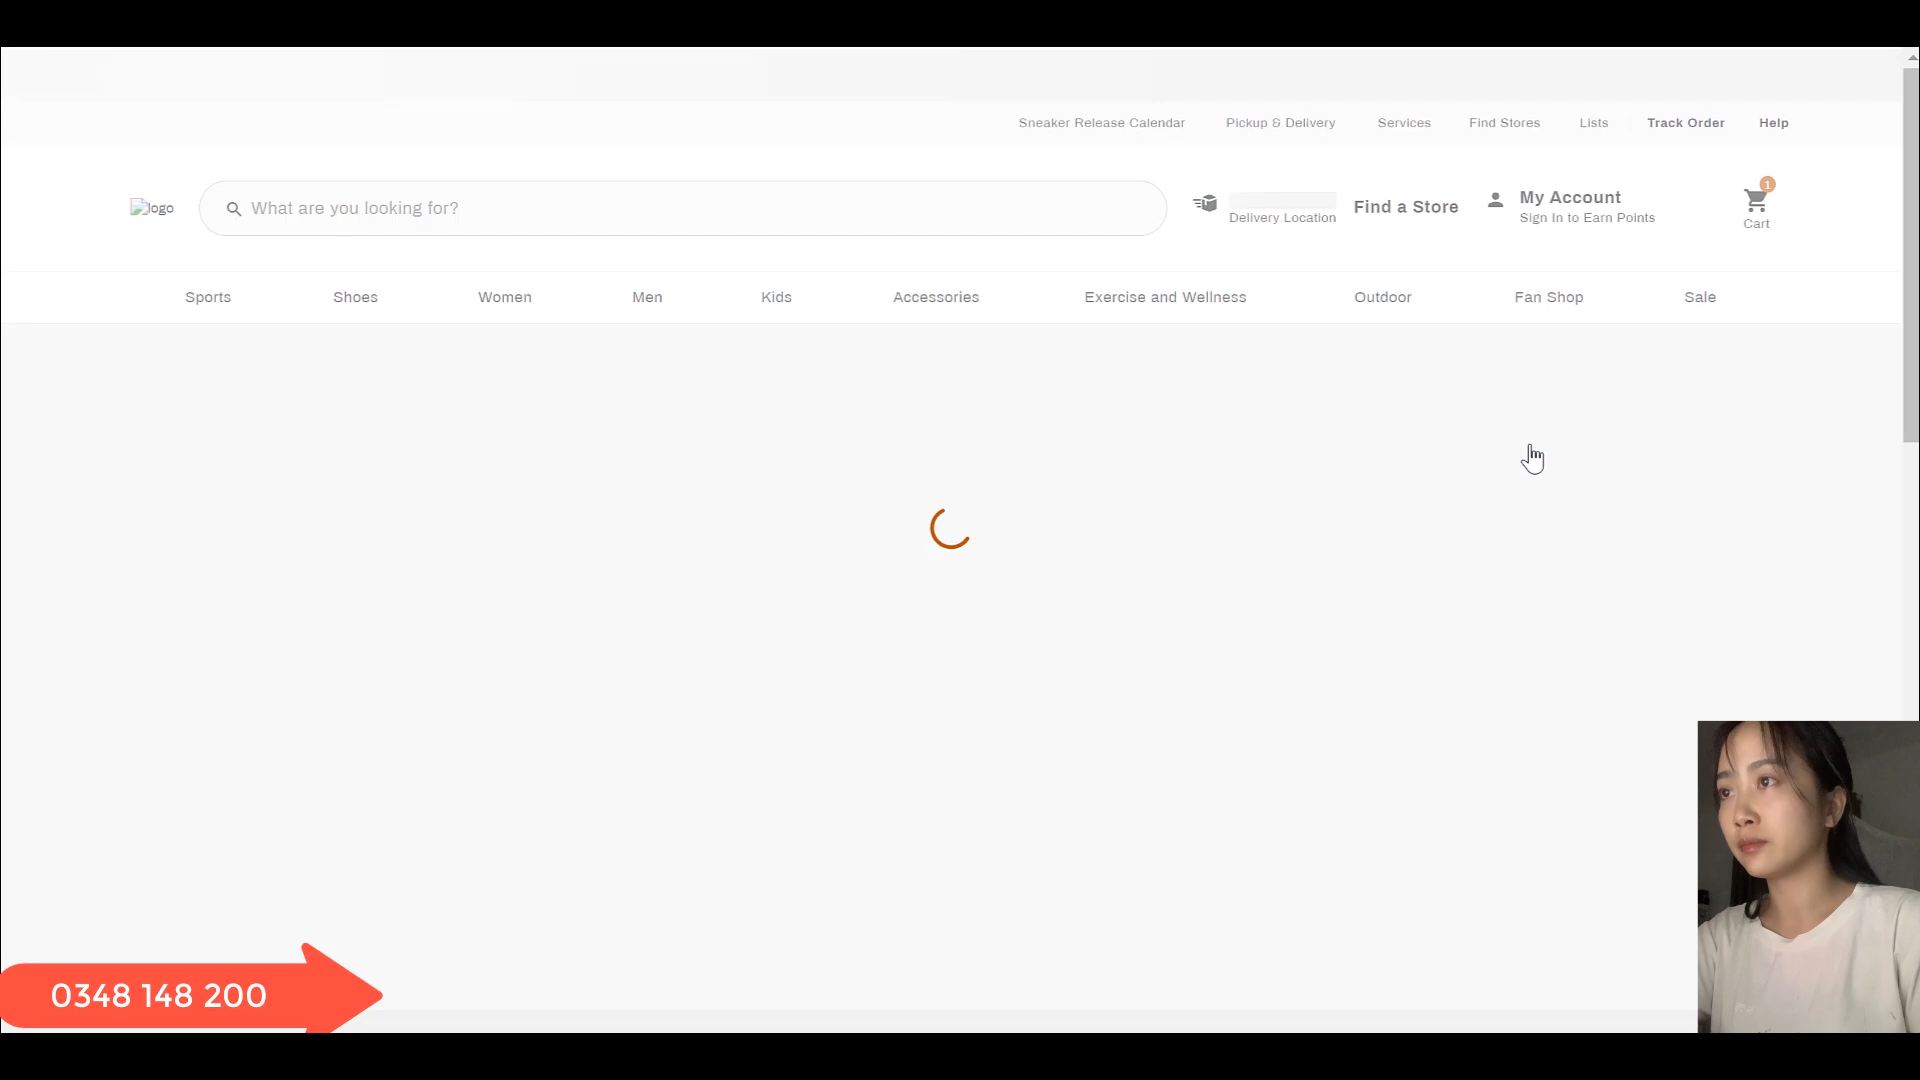 Sneaker Release Calendar Pickup & Delivery Services Find Stores Lists Track Order Help
logo What are you looking for? Delivery Location Find a Store My Account
Sign In to Earn Points
1
Cart
Sports Shoes Women Men Kids Accessories Exercise and Wellness Outdoor Fan Shop Sale
0348 148 200